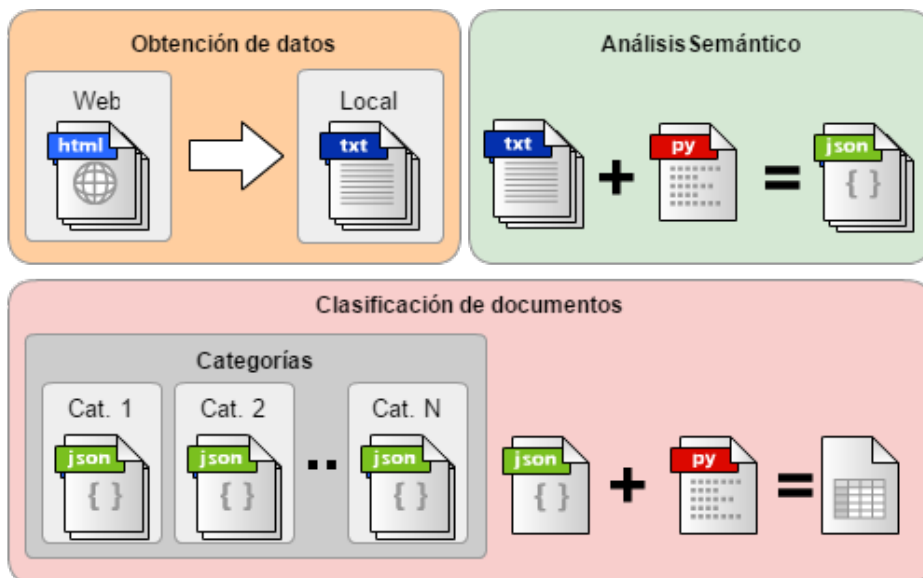 Obtención de datos
Web
html
Local
txt
Análisis Semántico
txt
+
py
=
json
{ }
Clasificación de documentos
Categorías
Cat. 1
json
{ }
Cat. 2
json
{ }
..
Cat. N
json
{ }
json
{ }
+
py
=